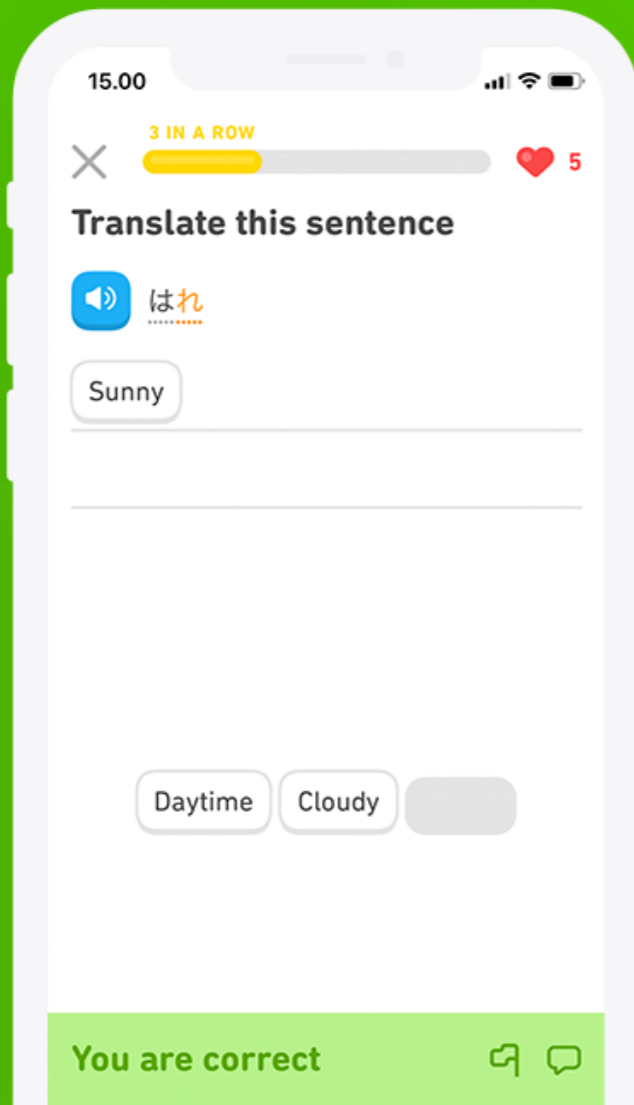 15.00
3 IN A ROW
5
Translate this sentence
はれ
Sunny
Daytime Cloudy
You are correct